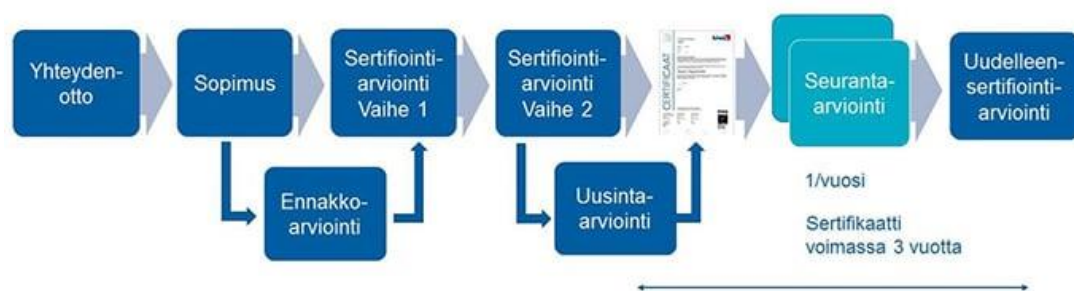 Yhteyden-
otto
Sopimus
Sertifiointi-
arviointi
Vaihe 1
Sertifiointi-
arviointi
Vaihe 2
CERTIFICAAT
Seuranta-
arviointi
Uudelleen-
sertifiointi-
arviointi
Ennakko-
arviointi
Uusinta-
arviointi
1/vuosi
Sertifikaatti
voimassa 3 vuotta